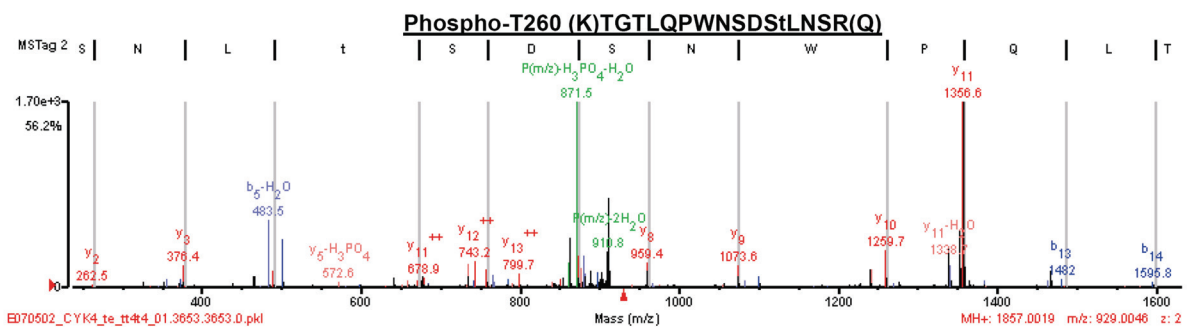 Phospho-T260 (K)TGTLQPWNSDStLNSR(Q)
MSTag 2 S N L t S D S N W P Q L T
P(m/z)-H3PO4-H2O
871.5
y11
1356.6
1.70e+3
56.2%
b5-H2O
483.5
P(m/z)-2H2O
910.8
y2
262.5
y3
376.4
y5-H3PO4
572.6
y11 ++
678.9
y12 ++
743.2
y13 ++
799.7
y8
959.4
y9
1073.6
y10
1259.7
y11-H2O
b13
1482
b14
1595.8
0
400 600 800 1000 1200 1400 1600
Mass (m/z)
E070502_CYK4_te_tt4t4_01.3653.3653.0.pkl
MH+: 1857.0019 m/z: 929.0046 z: 2